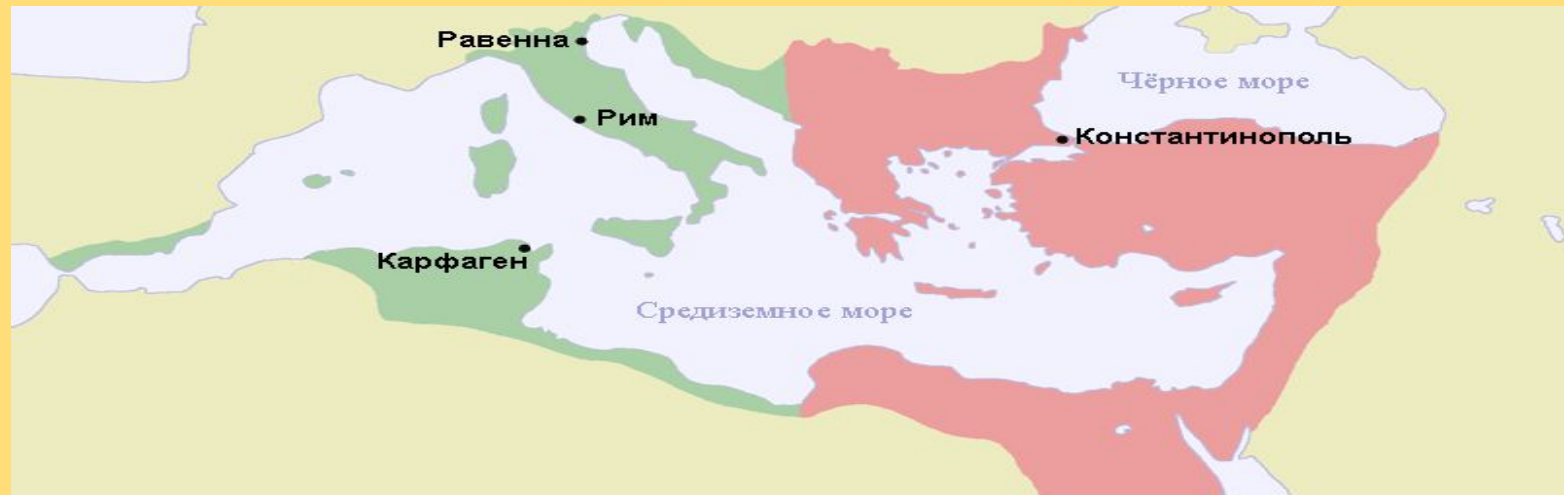 Равенна
Чёрное море
Рим
Константинополь
Карфаген
Средиземное море